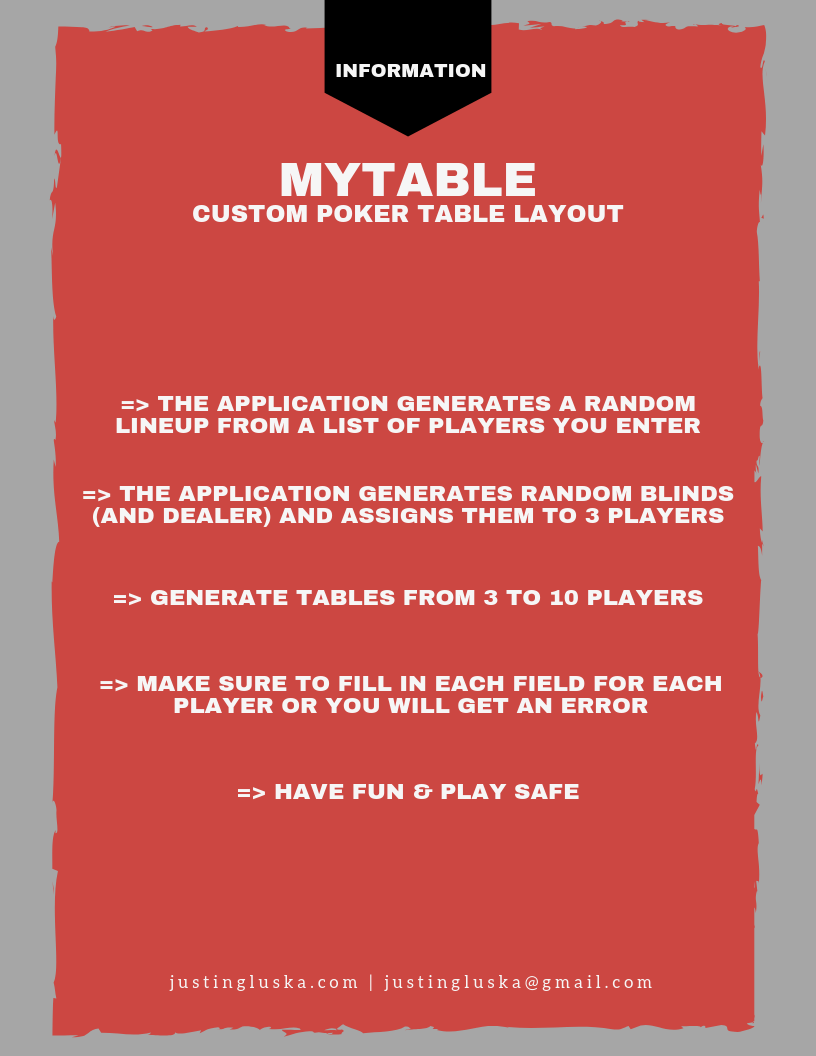 INFORMATION
MYTABLE
CUSTOM POKER TABLE LAYOUT
=> THE APPLICATION GENERATES A RANDOM
LINEUP FROM A LIST OF PLAYERS YOU ENTER
=> THE APPLICATION GENERATES RANDOM BLINDS
(AND DEALER) AND ASSIGNS THEM TO 3 PLAYERS
=> GENERATE TABLES FROM 3 TO 10 PLAYERS
=> MAKE SURE TO FILL IN EACH FIELD FOR EACH
PLAYER OR YOU WILL GET AN ERROR
=> HAVE FUN & PLAY SAFE
justingluska.com | justingluska@gmail.com